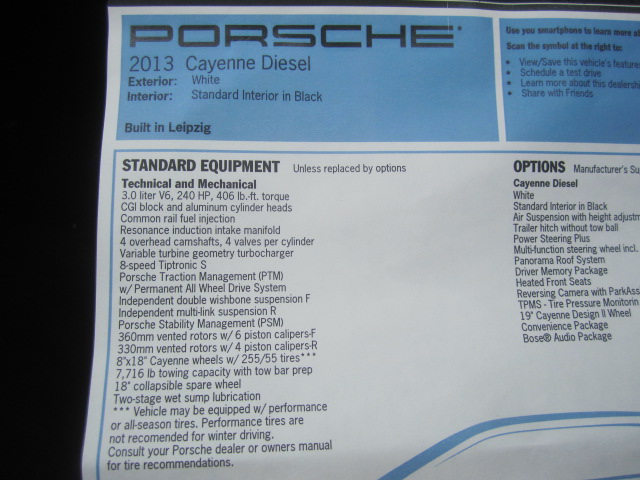 PORSCHE
2013 Cayenne Diesel
Exterior: White
Interior: Standard Interior in Black
Built in Leipzig
Use you smartphone to learn more
Scan the symbol at the right to:
• View/Save this vehicle's features
• Schedule a test drive
• Learn more about this
• Share with Friends
STANDARD EQUIPMENT Unless replaced by options
Technical and Mechanical
3.0 liter V6, 240 HP, 406 lb.-ft. torque
CGI block and aluminum cylinder heads
Common rail fuel injection
Resonance induction intake manifold
4 overhead camshafts, 4 valves per cylinder
Variable turbine geometry turbocharger
8-speed Tiptronic S
Porsche Traction Management (PTM)
w/ Permanent All Wheel Drive System
Independent double wishbone suspension F
Independent multi-link suspension R
Porsche Stability Management (PSM)
360mm vented rotors w/ 6 piston calipers-F
330mm vented rotors w/ 4 piston calipers-R
8"x18" Cayenne wheels w/ 255/55 tires***
7,716 lb towing capacity with tow bar prep
18" collapsible spare wheel
Two-stage wet sump lubrication
*** Vehicle may be equipped w/ performance
or all-season tires. Performance tires are
not recomended for winter driving.
Consult your Porsche dealer or owners manual
for tire recommendations.
OPTIONS Manufacturer's Su
Cayenne Diesel
White
Standard Interior in Black
Air Suspension with height adjustm
Trailer hitch without tow ball
Power Steering Plus
Multi-function steering wheel incl.
Panorama Roof System
Driver Memory Package
Heated Front Seats
Reversing Camera with ParkAss
TPMS - Tire Pressure Monitorin
19" Cayenne Design II Wheel
Convenience Package
Bose® Audio Package